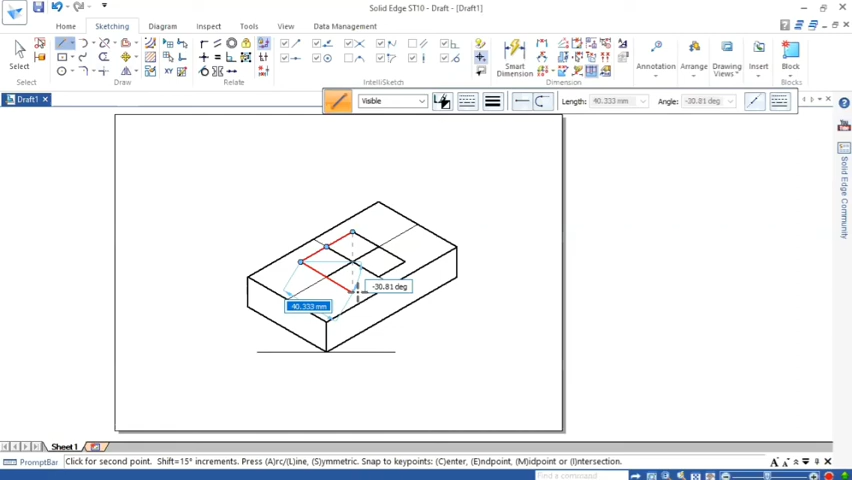 Solid Edge ST10 - Draft - [Draft1]
Home Sketching Diagram Inspect Tools View Data Management
Select
Smart Dimension
Annotation
Arrange
Drawing Views
Insert
Block
Select Draw Relate IntelliSketch Dimension Block
Draft1
Visible
Length: 40.333 mm Angle: -30.81 deg
Solid Edge Community
-30.81 deg
40.333 mm
Sheet1
PromptBar Click for second point. Shift=15° increments. Press (A)rc/(L)ine, (S)ymmetric. Snap to keypoints: (C)enter, (E)ndpoint, (M)idpoint or (I)ntersection.
Find a command